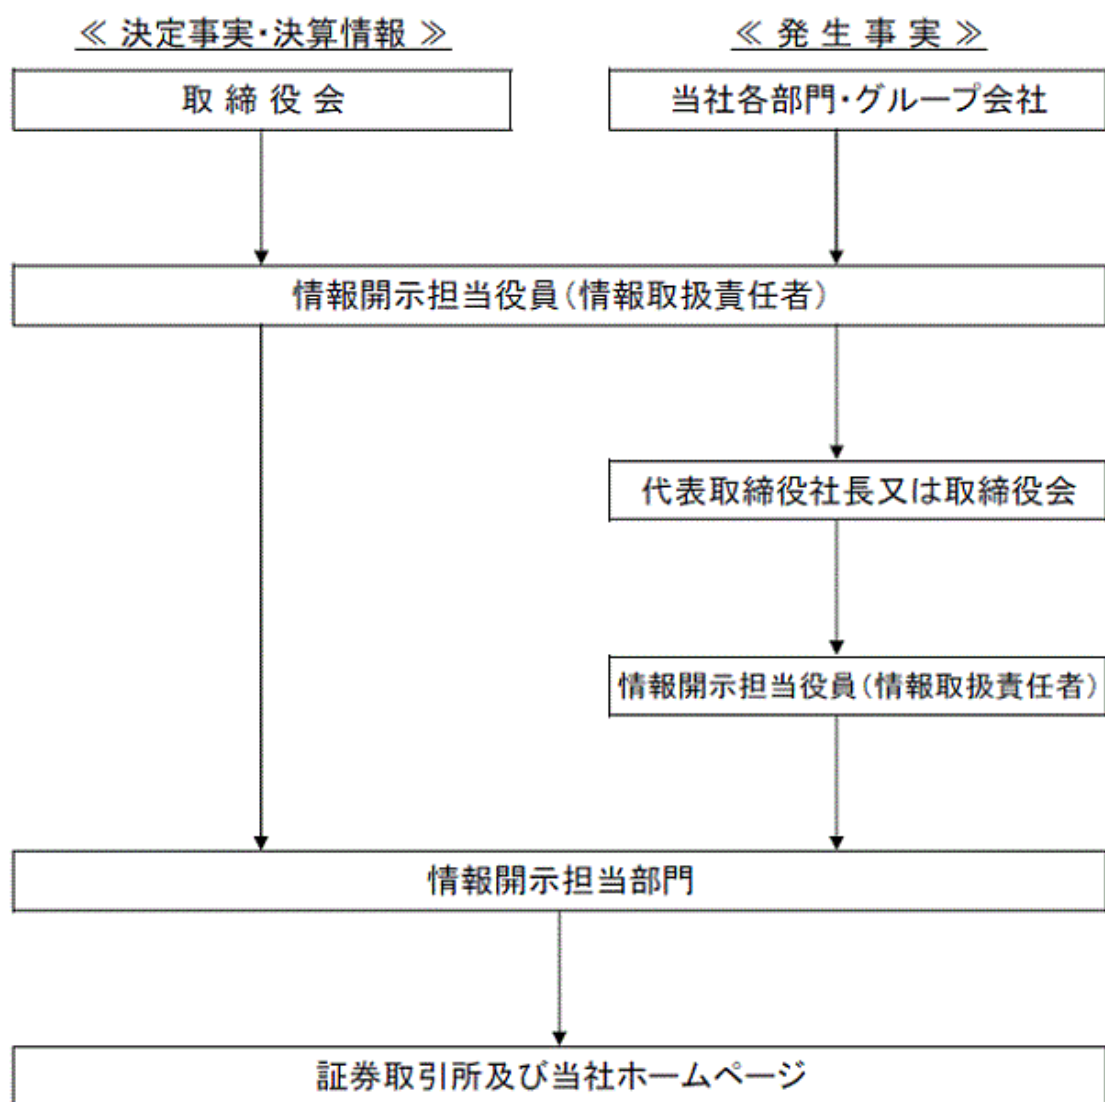 ≪ 決定事実・決算情報 ≫
≪ 発 生 事 実 ≫
取 締 役 会
当社各部門・グループ会社
情報開示担当役員（情報取扱責任者）
代表取締役社長又は取締役会
情報開示担当役員（情報取扱責任者）
情報開示担当部門
証券取引所及び当社ホームページ